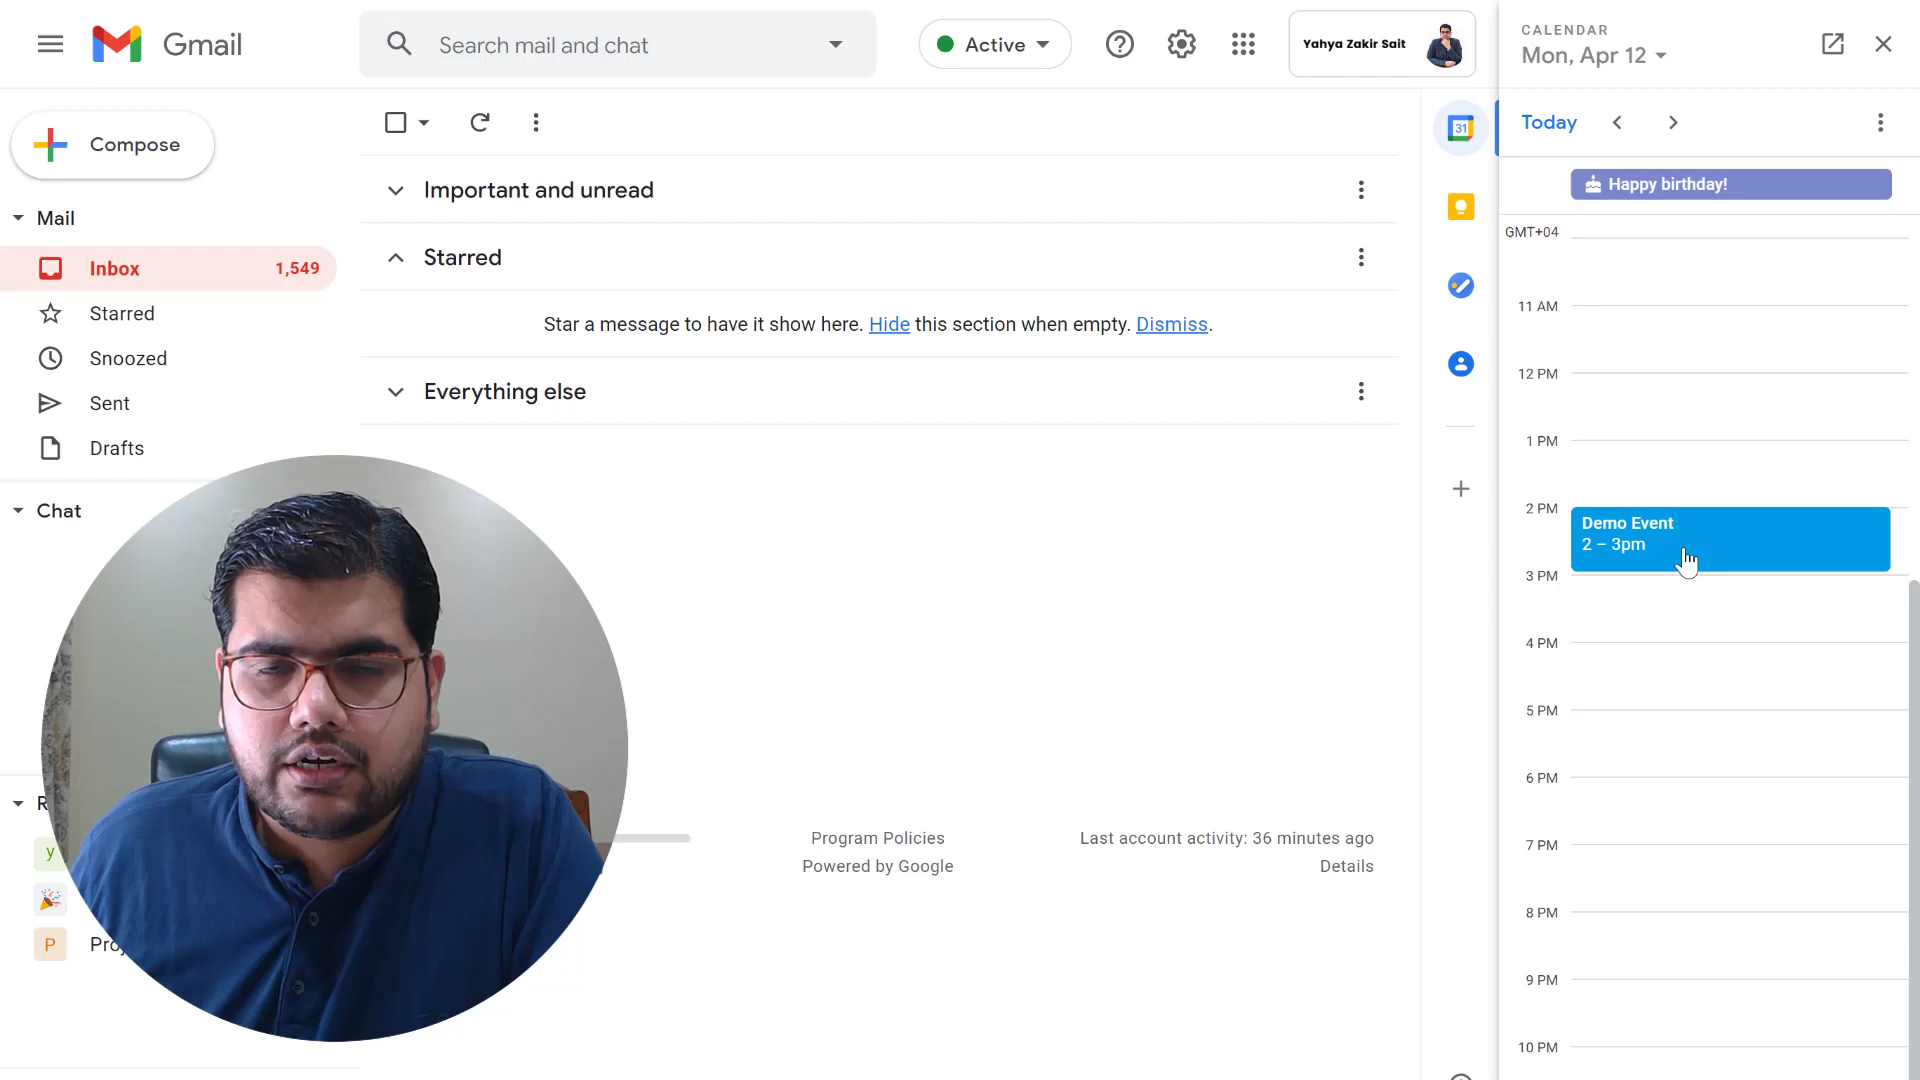 Gmail
Search mail and chat
Active
Yahya Zakir Sait
CALENDAR
Mon, Apr 12
Compose
Today
Mail
Inbox 1,549
Starred
Snoozed
Sent
Drafts
Chat
R
y
P
Important and unread
Starred
Star a message to have it show here. Hide this section when empty. Dismiss.
Everything else
Program Policies
Powered by Google
Last account activity: 36 minutes ago
Details
31
Happy birthday!
GMT+04
11 AM
12 PM
1 PM
2 PM
Demo Event
2 – 3pm
3 PM
4 PM
5 PM
6 PM
7 PM
8 PM
9 PM
10 PM